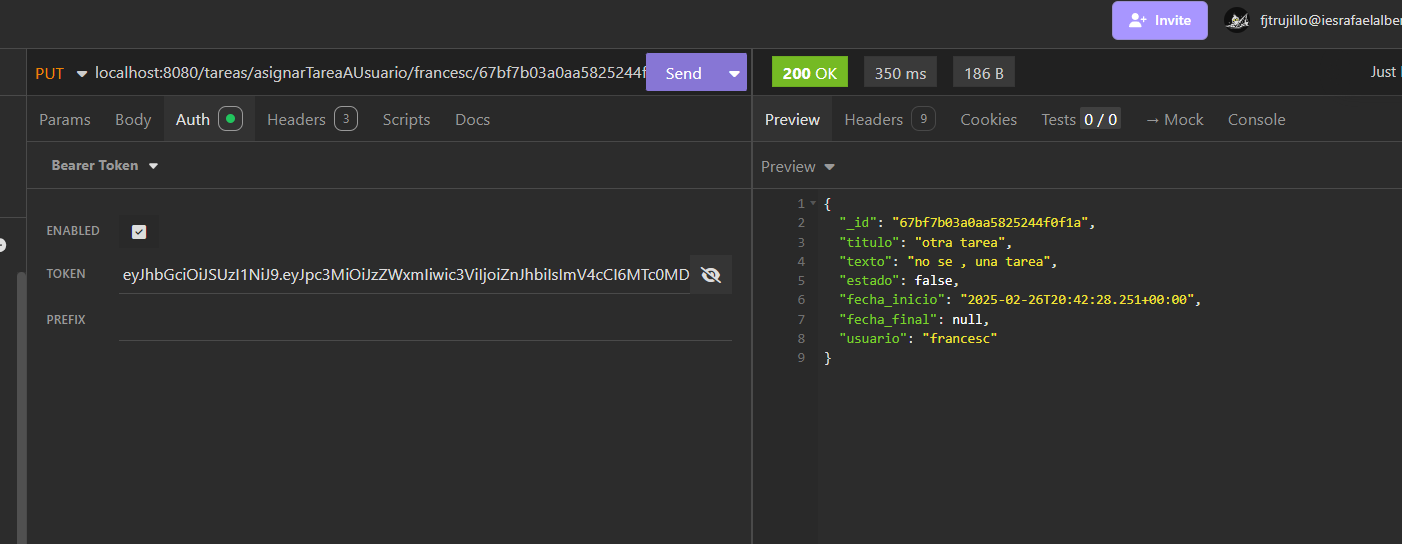 Invite fjtrujillo@iesrafaelalber
PUT localhost:8080/tareas/asignarTareaAUsuario/francesc/67bf7b03a0aa5825244f Send
200 OK 350 ms 186 B Just
Params Body Auth Headers 3 Scripts Docs
Preview Headers 9 Cookies Tests 0 / 0 → Mock Console
Bearer Token
Preview
ENABLED
TOKEN eyJhbGciOiJSUzI1NiJ9.eyJpc3MiOiJzZWxmIiwic3ViIjoiZnJhbiIsImV4cCI6MTc0MD
PREFIX
1 {
2 "_id": "67bf7b03a0aa5825244f0f1a",
3 "titulo": "otra tarea",
4 "texto": "no se , una tarea",
5 "estado": false,
6 "fecha_inicio": "2025-02-26T20:42:28.251+00:00",
7 "fecha_final": null,
8 "usuario": "francesc"
9 }